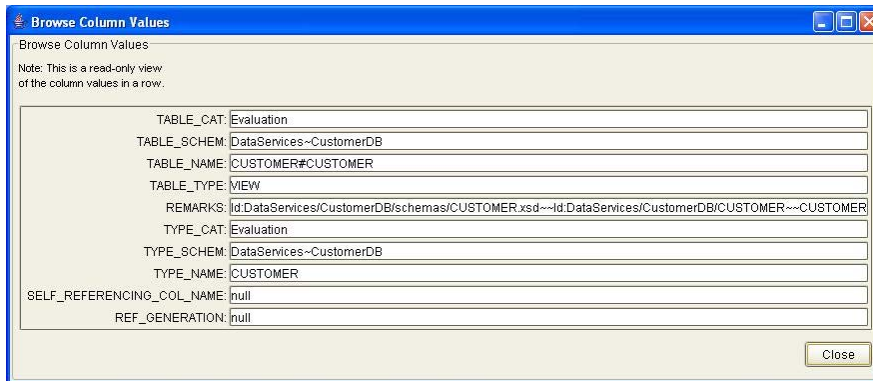 Browse Column Values
Browse Column Values
Note: This is a read-only view
of the column values in a row.
TABLE_CAT: Evaluation
TABLE_SCHEM: DataServices~CustomerDB
TABLE_NAME: CUSTOMER#CUSTOMER
TABLE_TYPE: VIEW
REMARKS: ld:DataServices/CustomerDB/schemas/CUSTOMER.xsd~~ld:DataServices/CustomerDB/CUSTOMER~~CUSTOMER
TYPE_CAT: Evaluation
TYPE_SCHEM: DataServices~CustomerDB
TYPE_NAME: CUSTOMER
SELF_REFERENCING_COL_NAME: null
REF_GENERATION: null
Close